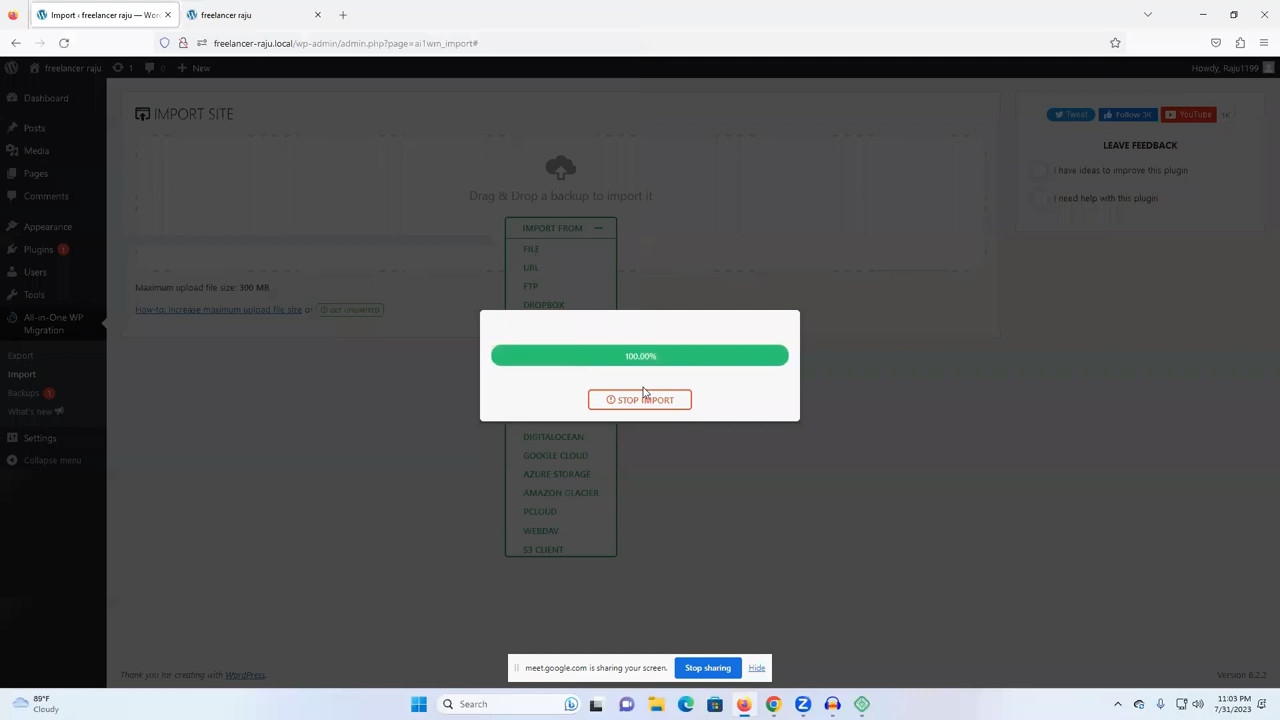 Import ‹ freelancer raju — Wor
freelancer raju
freelancer-raju.local/wp-admin/admin.php?page=ai1wm_import#
freelancer raju
1
0
New
Howdy, Raju1199
Dashboard
Posts
Media
Pages
Comments
Appearance
Plugins 1
Users
Tools
All-in-One WP
Migration
Export
Import
Backups 1
What's new
Settings
Collapse menu
IMPORT SITE
Drag & Drop a backup to import it
IMPORT FROM
FILE
URL
FTP
DROPBOX
Maximum upload file size: 300 MB
How-to: Increase maximum upload file size or GET UNLIMITED
100.00%
STOP IMPORT
DIGITALOCEAN
GOOGLE CLOUD
AZURE STORAGE
AMAZON GLACIER
PCLOUD
WEBDAV
S3 CLIENT
Tweet
Follow 3K
YouTube
1K
LEAVE FEEDBACK
I have ideas to improve this plugin
I need help with this plugin
meet.google.com is sharing your screen.
Stop sharing
Hide
Thank you for creating with WordPress.
Version 6.2.2
89°F
Cloudy
Search
11:03 PM
7/31/2023